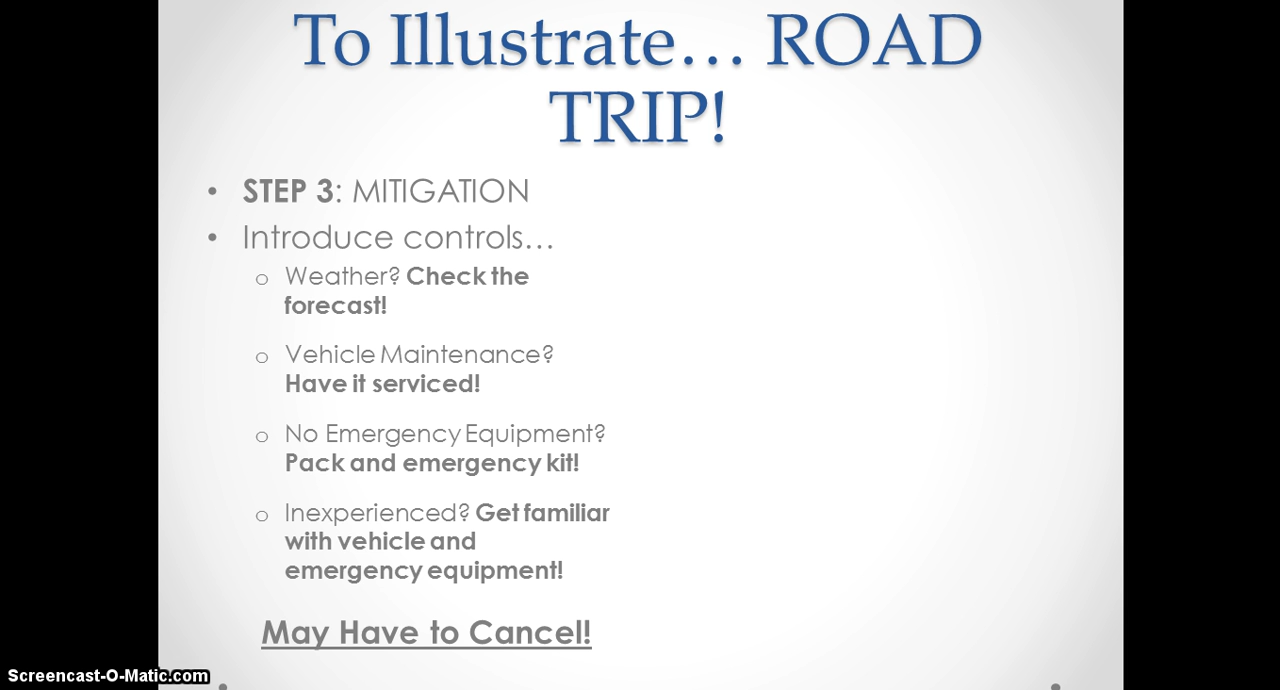 To Illustrate… ROAD
TRIP!
• STEP 3: MITIGATION
• Introduce controls…
o Weather? Check the
forecast!
o Vehicle Maintenance?
Have it serviced!
o No Emergency Equipment?
Pack and emergency kit!
o Inexperienced? Get familiar
with vehicle and
emergency equipment!
May Have to Cancel!
Screencast-O-Matic.com